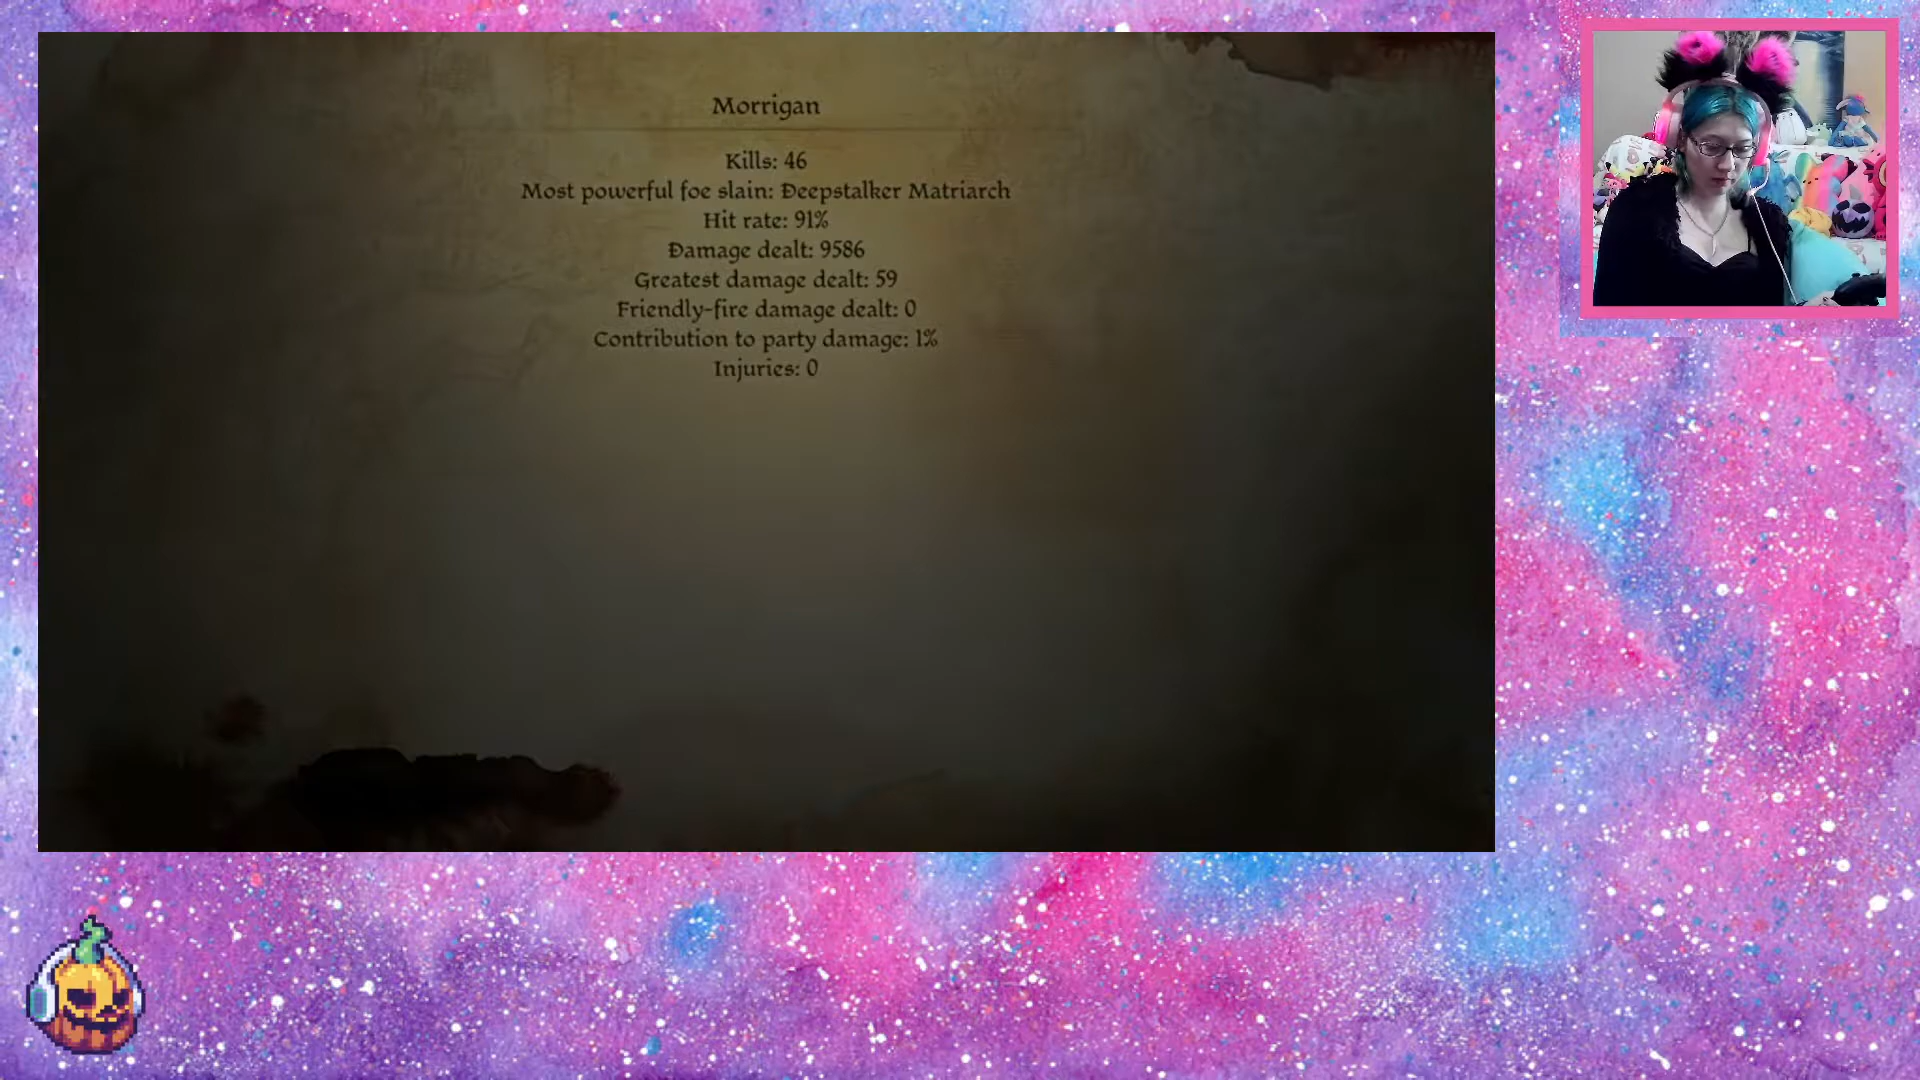 Morrigan
Kills: 46
Most powerful foe slain: Deepstalker Matriarch
Hit rate: 91%
Damage dealt: 9586
Greatest damage dealt: 59
Friendly-fire damage dealt: 0
Contribution to party damage: 1%
Injuries: 0